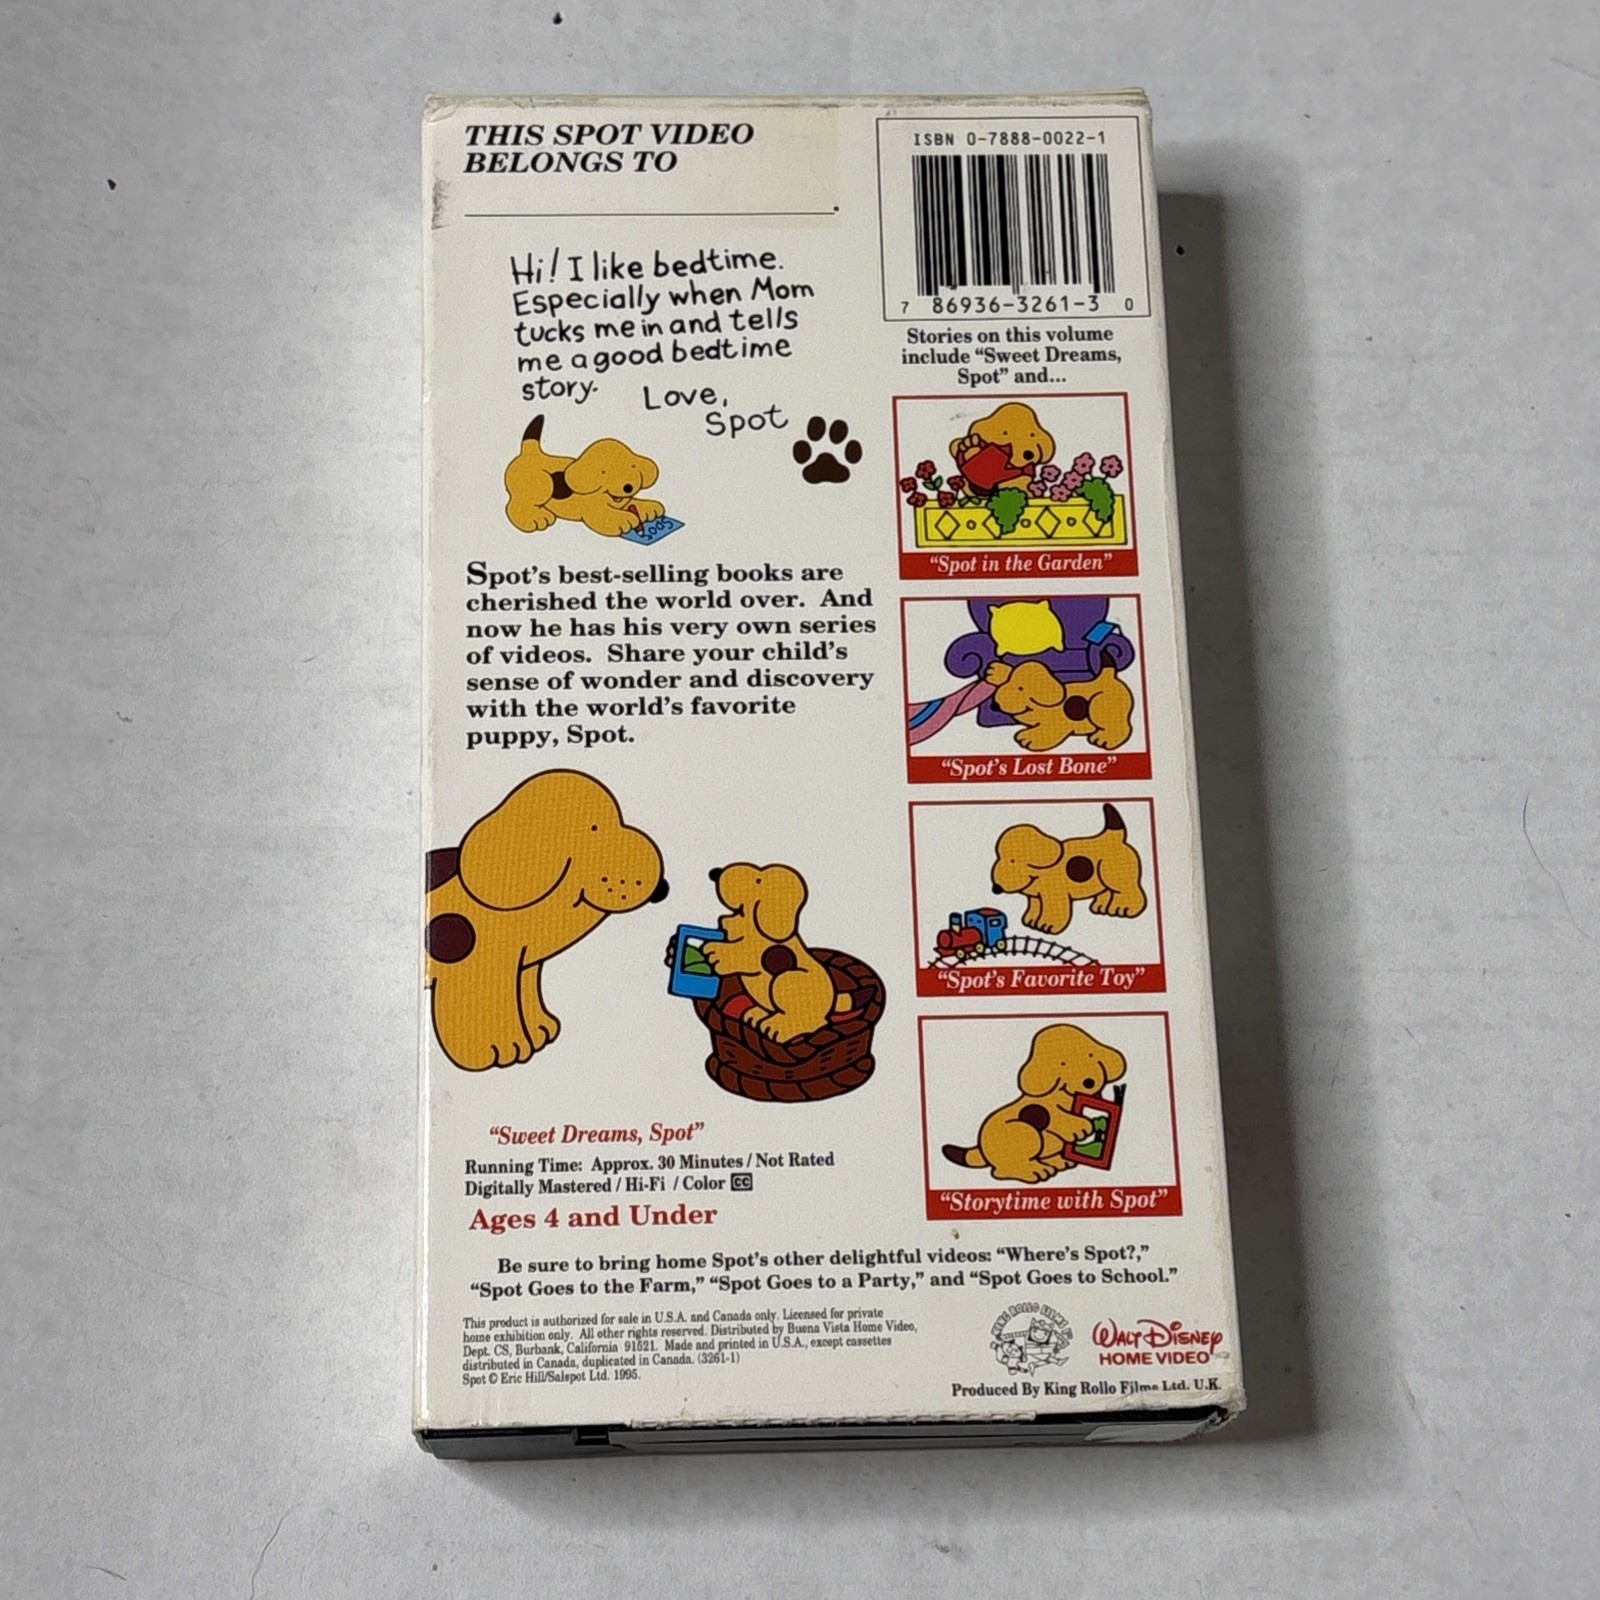 THIS SPOT VIDEO
BELONGS TO
.
Hi! I like bedtime.
Especially when Mom
tucks me in and tells
me a good bedtime
story.
Love,
Spot
Spot
Spot's best-selling books are
cherished the world over. And
now he has his very own series
of videos. Share your child's
sense of wonder and discovery
with the world's favorite
puppy, Spot.
"Sweet Dreams, Spot"
Running Time: Approx. 30 Minutes / Not Rated
Digitally Mastered / Hi-Fi / Color CC
Ages 4 and Under
ISBN 0-7888-0022-1
7 86936-3261-3 0
Stories on this volume
include "Sweet Dreams,
Spot" and...
"Spot in the Garden"
"Spot's Lost Bone"
"Spot's Favorite Toy"
"Storytime with Spot"
Be sure to bring home Spot's other delightful videos: "Where's Spot?,"
"Spot Goes to the Farm," "Spot Goes to a Party," and "Spot Goes to School."
This product is authorized for sale in U.S.A. and Canada only. Licensed for private
home exhibition only. All other rights reserved. Distributed by Buena Vista Home Video,
Dept. CS, Burbank, California 91521. Made and printed in U.S.A., except cassettes
distributed in Canada, duplicated in Canada. (3261-1)
Spot © Eric Hill/Salspot Ltd. 1995.
KING ROLLO FILMS LTD
WALT DISNEY
HOME VIDEO
Produced By King Rollo Films Ltd. U.K.